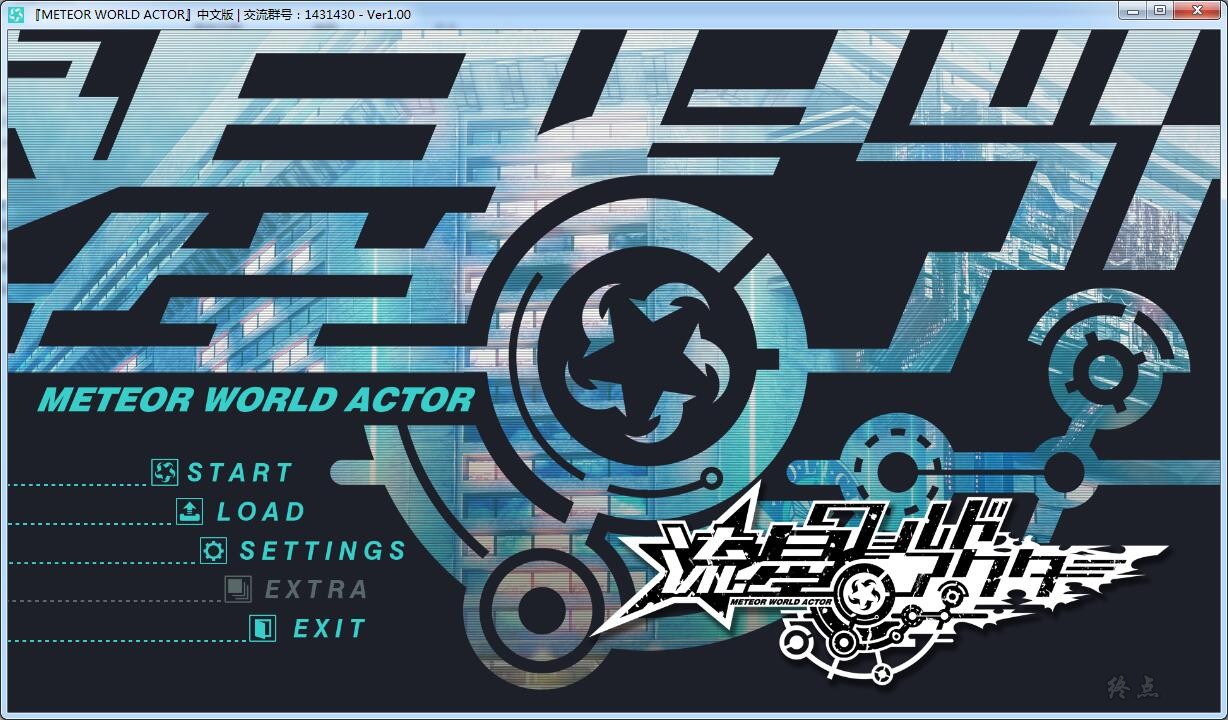 『METEOR WORLD ACTOR』中文版 | 交流群号：1431430 - Ver1.00
METEOR WORLD ACTOR
START
LOAD
SETTINGS
EXTRA
EXIT
流星ワールドアクター
METEOR WORLD ACTOR
终点